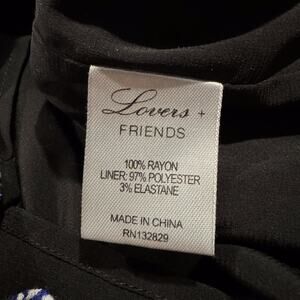 Lovers +
FRIENDS
100% RAYON
LINER: 97% POLYESTER
3% ELASTANE
MADE IN CHINA
RN132829